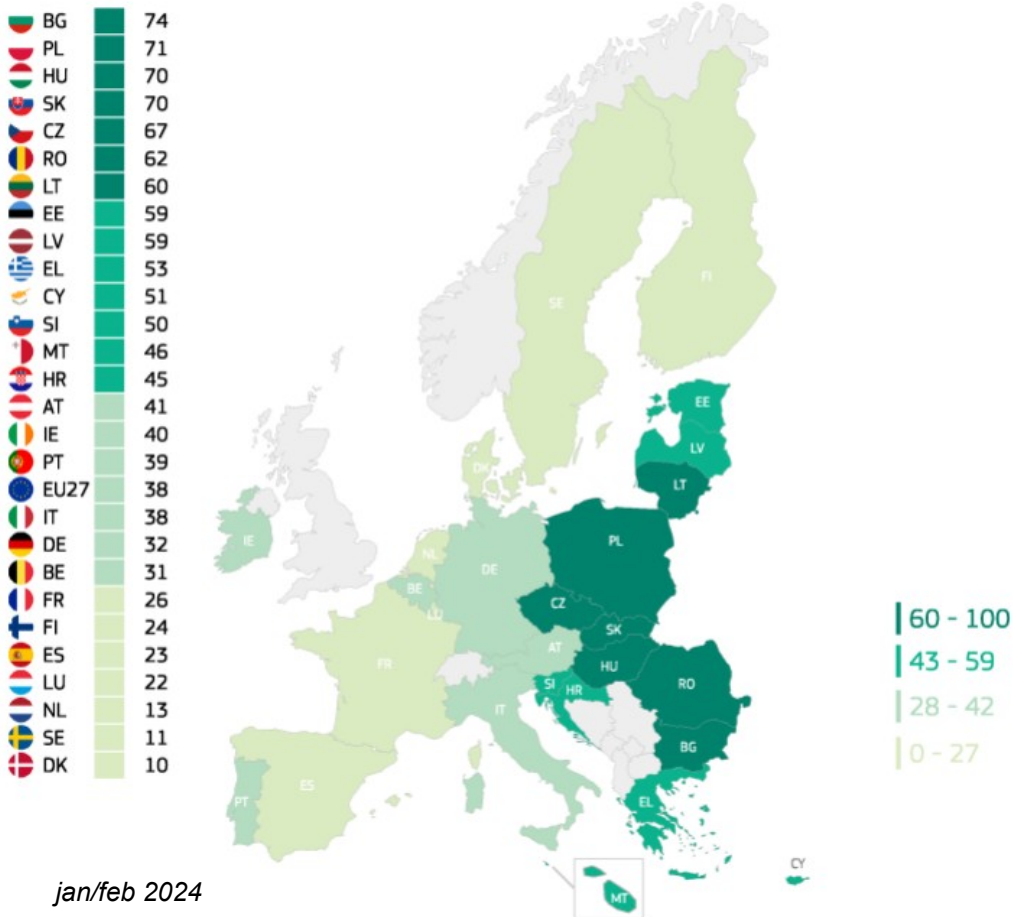 BG 74
PL 71
HU 70
SK 70
CZ 67
RO 62
LT 60
EE 59
LV 59
EL 53
CY 51
SI 50
MT 46
HR 45
AT 41
IE 40
PT 39
EU27 38
IT 38
DE 32
BE 31
FR 26
FI 24
ES 23
LU 22
NL 13
SE 11
DK 10
FI
SE
EE
LV
DK
LT
IE
PL
NL
DE
BE
CZ
LU
SK
AT
FR
HU
SI
HR
RO
IT
BG
ES
PT
EL
CY
MT
60 - 100
43 - 59
28 - 42
0 - 27
jan/feb 2024